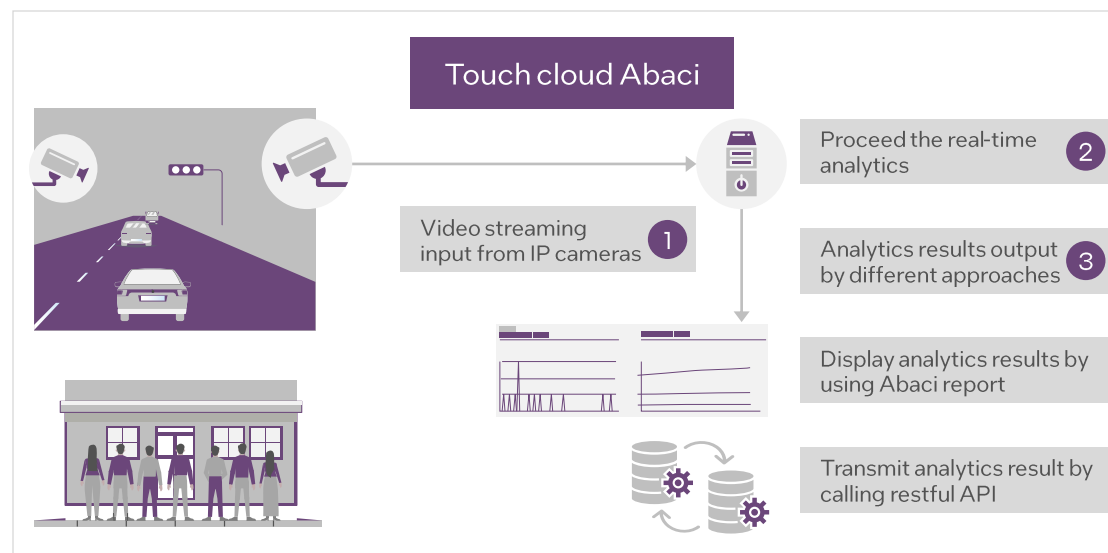 Touch cloud Abaci
Video streaming
input from IP cameras
1
Proceed the real-time
analytics
2
Analytics results output
by different approaches
3
Display analytics results by
using Abaci report
Transmit analytics result by
calling restful API